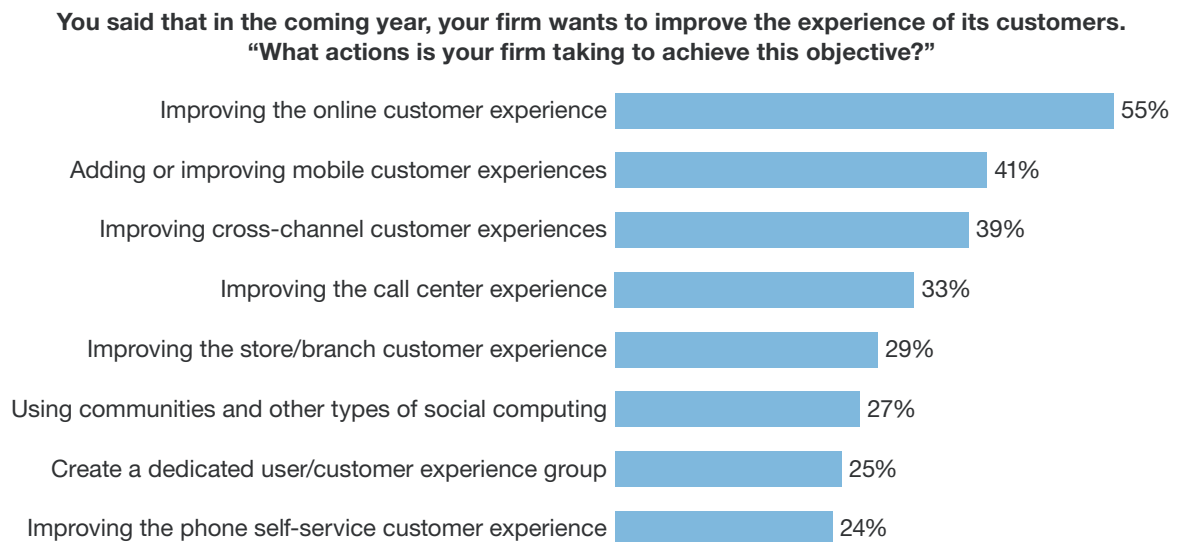 You said that in the coming year, your firm wants to improve the experience of its customers.
“What actions is your firm taking to achieve this objective?”
Improving the online customer experience 55%
Adding or improving mobile customer experiences 41%
Improving cross-channel customer experiences 39%
Improving the call center experience 33%
Improving the store/branch customer experience 29%
Using communities and other types of social computing 27%
Create a dedicated user/customer experience group 25%
Improving the phone self-service customer experience 24%